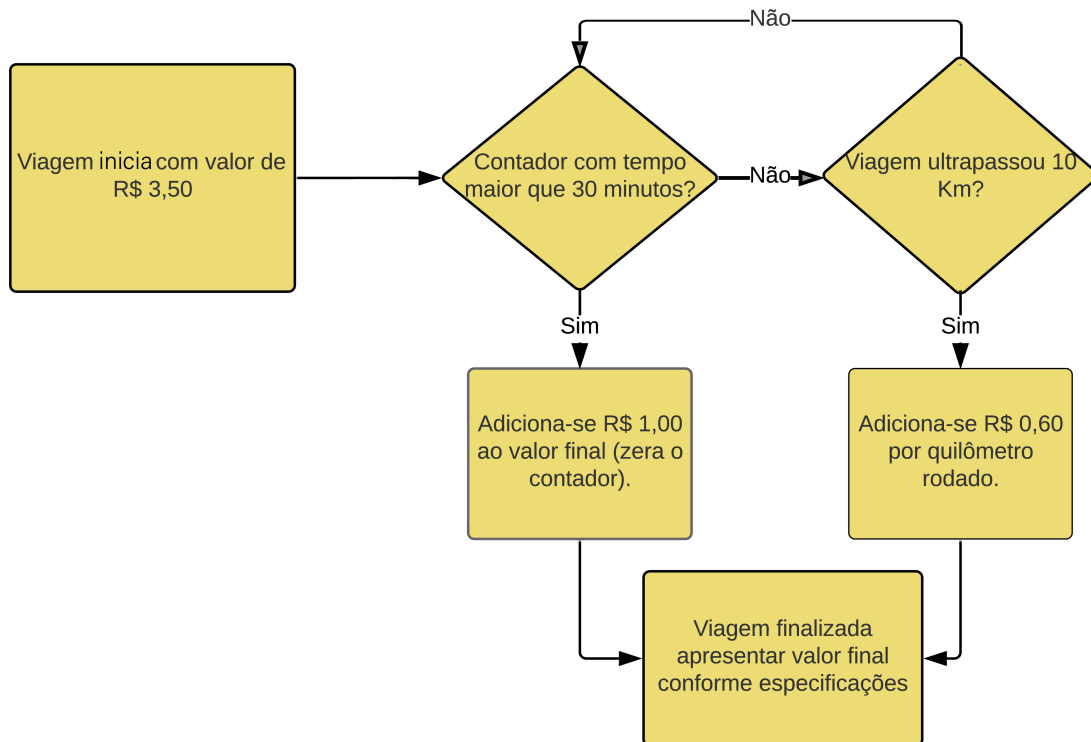 Não
Viagem inicia com valor de
R$ 3,50
Contador com tempo
maior que 30 minutos?
Não
Viagem ultrapassou 10
Km?
Sim
Sim
Adiciona-se R$ 1,00
ao valor final (zera o
contador).
Adiciona-se R$ 0,60
por quilômetro
rodado.
Viagem finalizada
apresentar valor final
conforme especificações